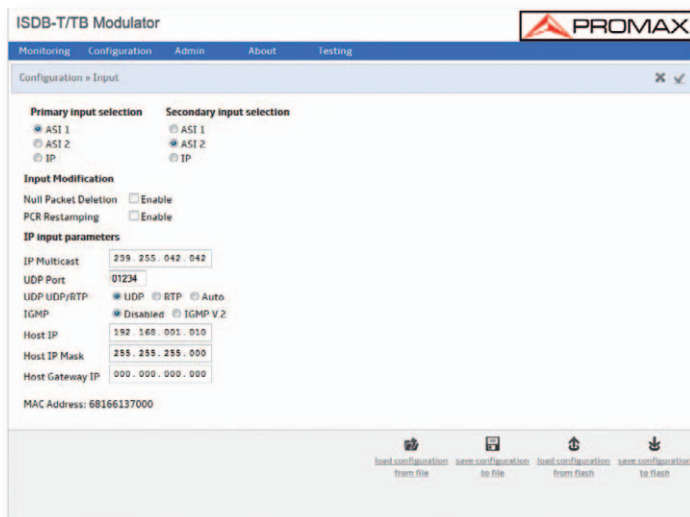 ISDB-T/TB Modulator
PROMAX
Monitoring Configuration Admin About Testing
Configuration » Input
Primary input selection Secondary input selection
ASI 1 ASI 1
ASI 2 ASI 2
IP IP
Input Modification
Null Packet Deletion Enable
PCR Restamping Enable
IP input parameters
IP Multicast 239.255.042.042
UDP Port 01234
UDP UDP/RTP UDP RTP Auto
IGMP Disabled IGMP V.2
Host IP 192.168.001.010
Host IP Mask 255.255.255.000
Host Gateway IP 000.000.000.000
MAC Address: 68166137000
load configuration save configuration load configuration save configuration
from file to file from flash to flash